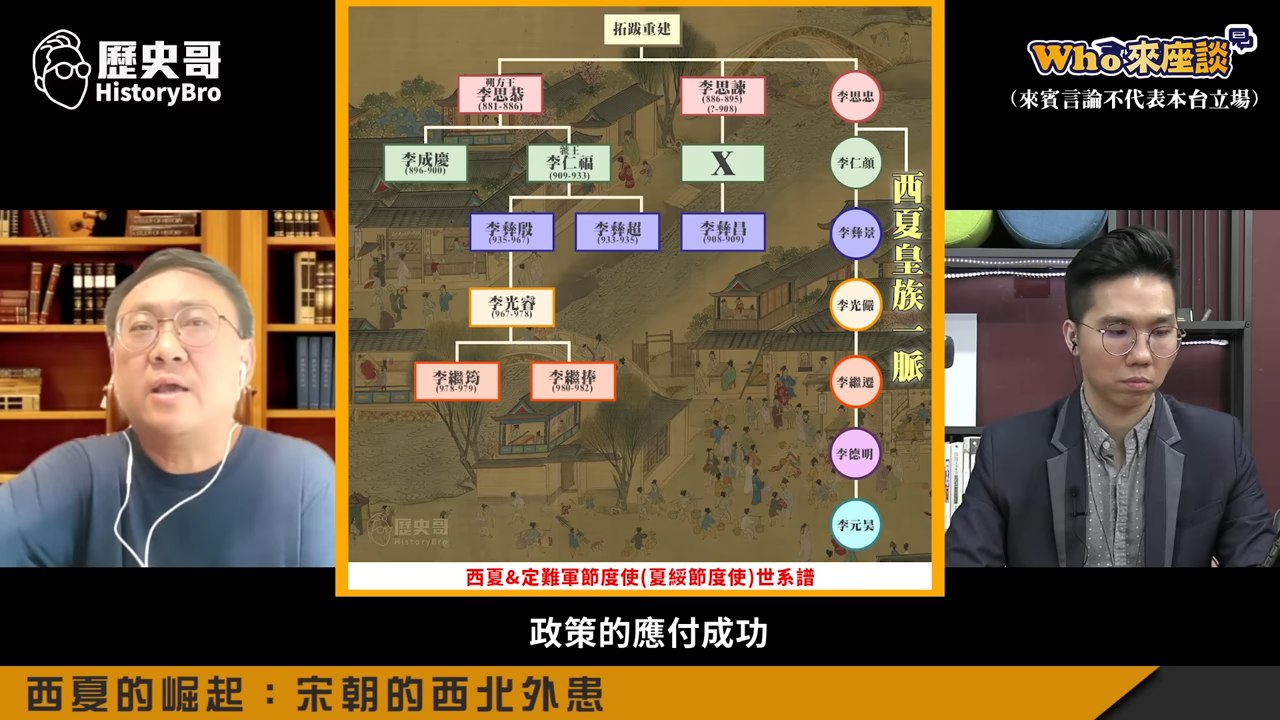 歷史哥
HistoryBro
Who來座談
(來賓言論不代表本台立場)
拓跋重建
朔方王
李思恭
(881-886)
李思諫
(886-895)
(?-908)
李思忠
李成慶
(896-900)
虢王
李仁福
(909-933)
X
李仁顏
李彝殷
(935-967)
李彝超
(933-935)
李彝昌
(908-909)
李彝景
李光睿
(967-978)
李光儼
李繼筠
(978-979)
李繼捧
(980-982)
李繼遷
李德明
李元昊
西夏皇族一脈
歷史哥
HistoryBro
西夏&定難軍節度使(夏綏節度使)世系譜
政策的應付成功
西夏的崛起：宋朝的西北外患